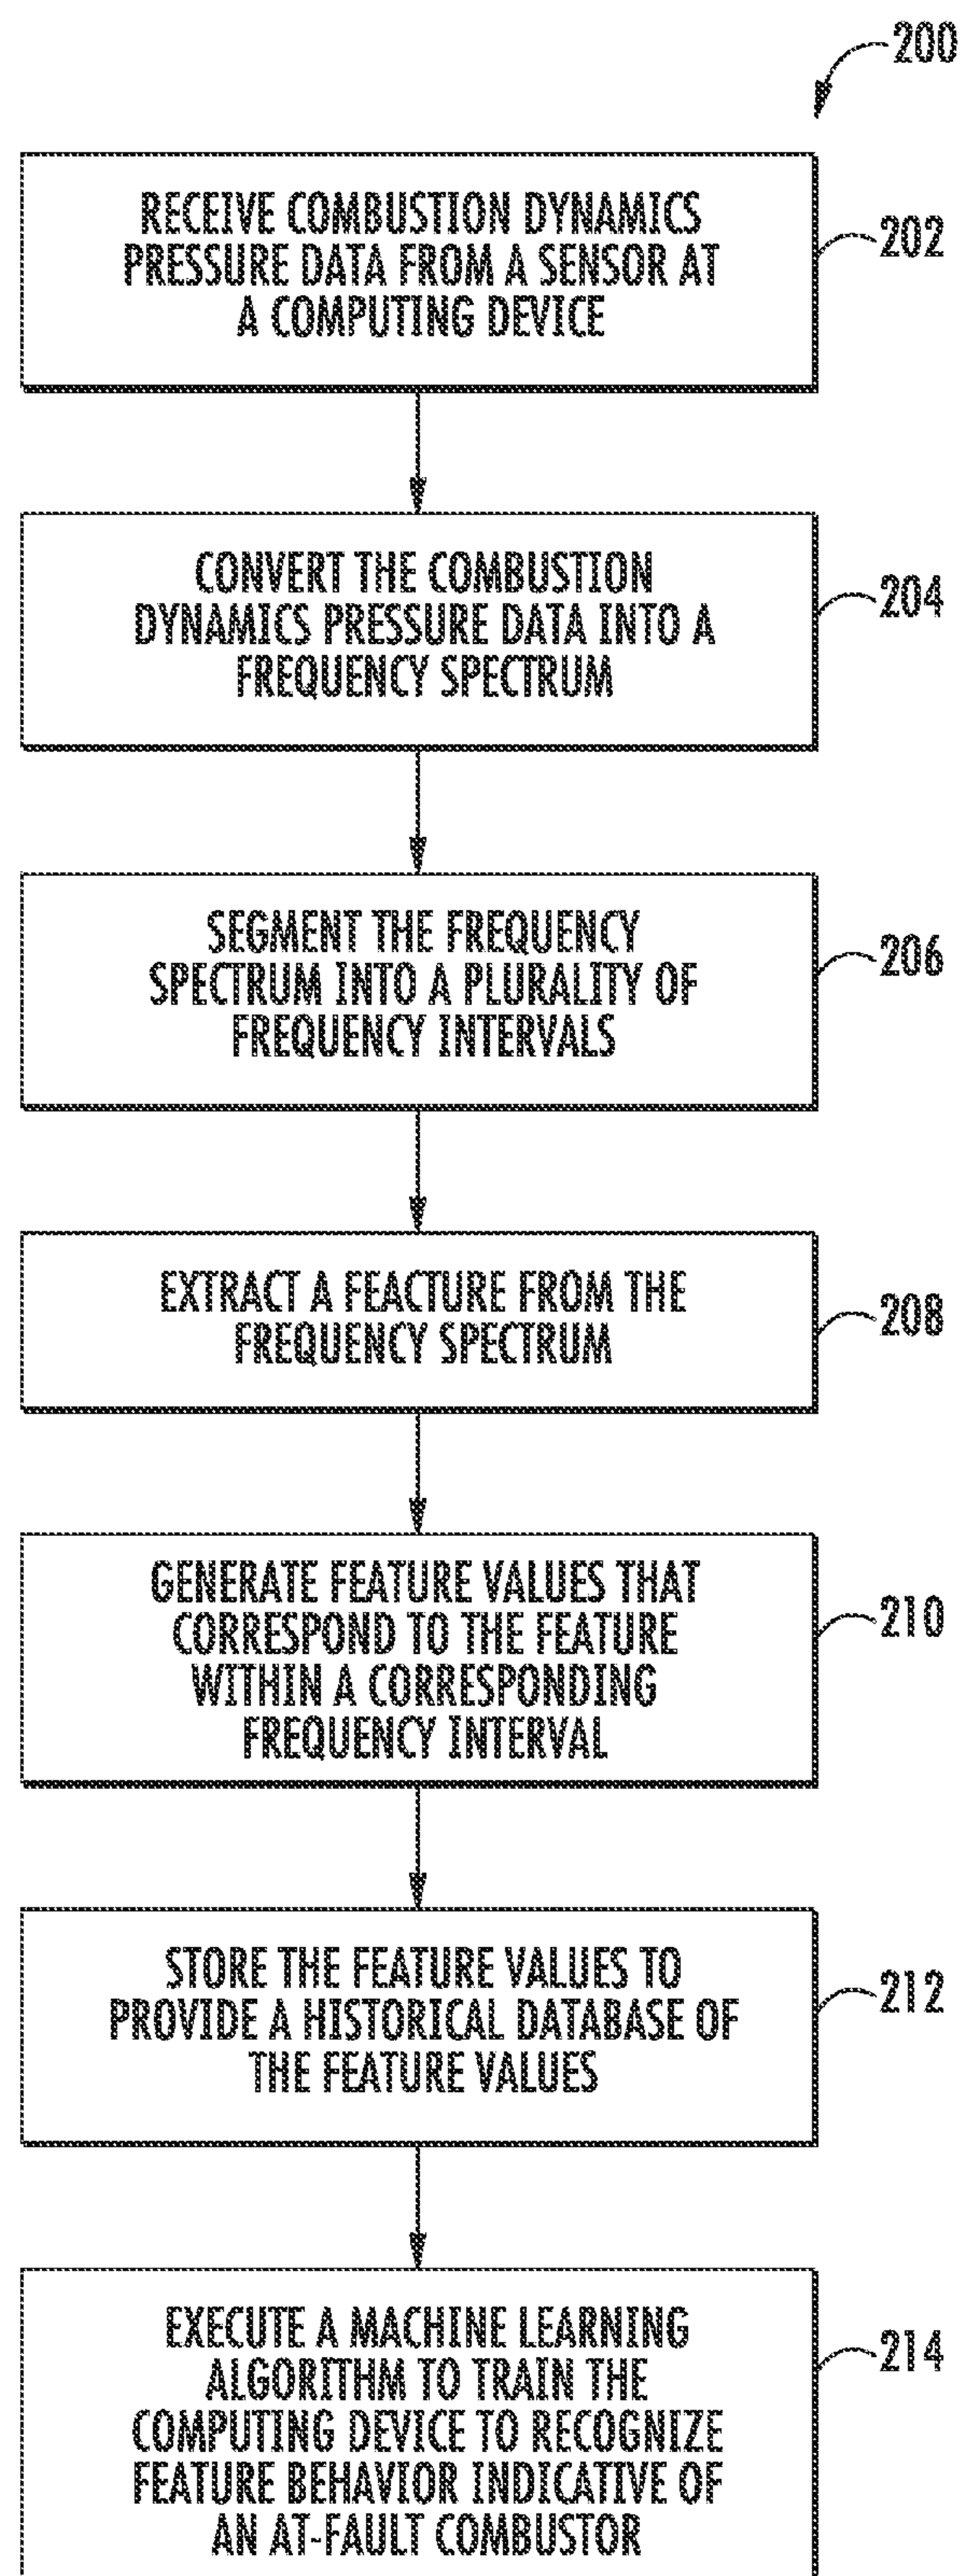 200
RECEIVE COMBUSTION DYNAMICS
PRESSURE DATA FROM A SENSOR AT
A COMPUTING DEVICE
202
CONVERT THE COMBUSTION
DYNAMICS PRESSURE DATA INTO A
FREQUENCY SPECTRUM
204
SEGMENT THE FREQUENCY
SPECTRUM INTO A PLURALITY OF
FREQUENCY INTERVALS
206
EXTRACT A FEACTURE FROM THE
FREQUENCY SPECTRUM
208
GENERATE FEATURE VALUES THAT
CORRESPOND TO THE FEATURE
WITHIN A CORRESPONDING
FREQUENCY INTERVAL
210
STORE THE FEATURE VALUES TO
PROVIDE A HISTORICAL DATABASE OF
THE FEATURE VALUES
212
EXECUTE A MACHINE LEARNING
ALGORITHM TO TRAIN THE
COMPUTING DEVICE TO RECOGNIZE
FEATURE BEHAVIOR INDICATIVE OF
AN AT-FAULT COMBUSTOR
214